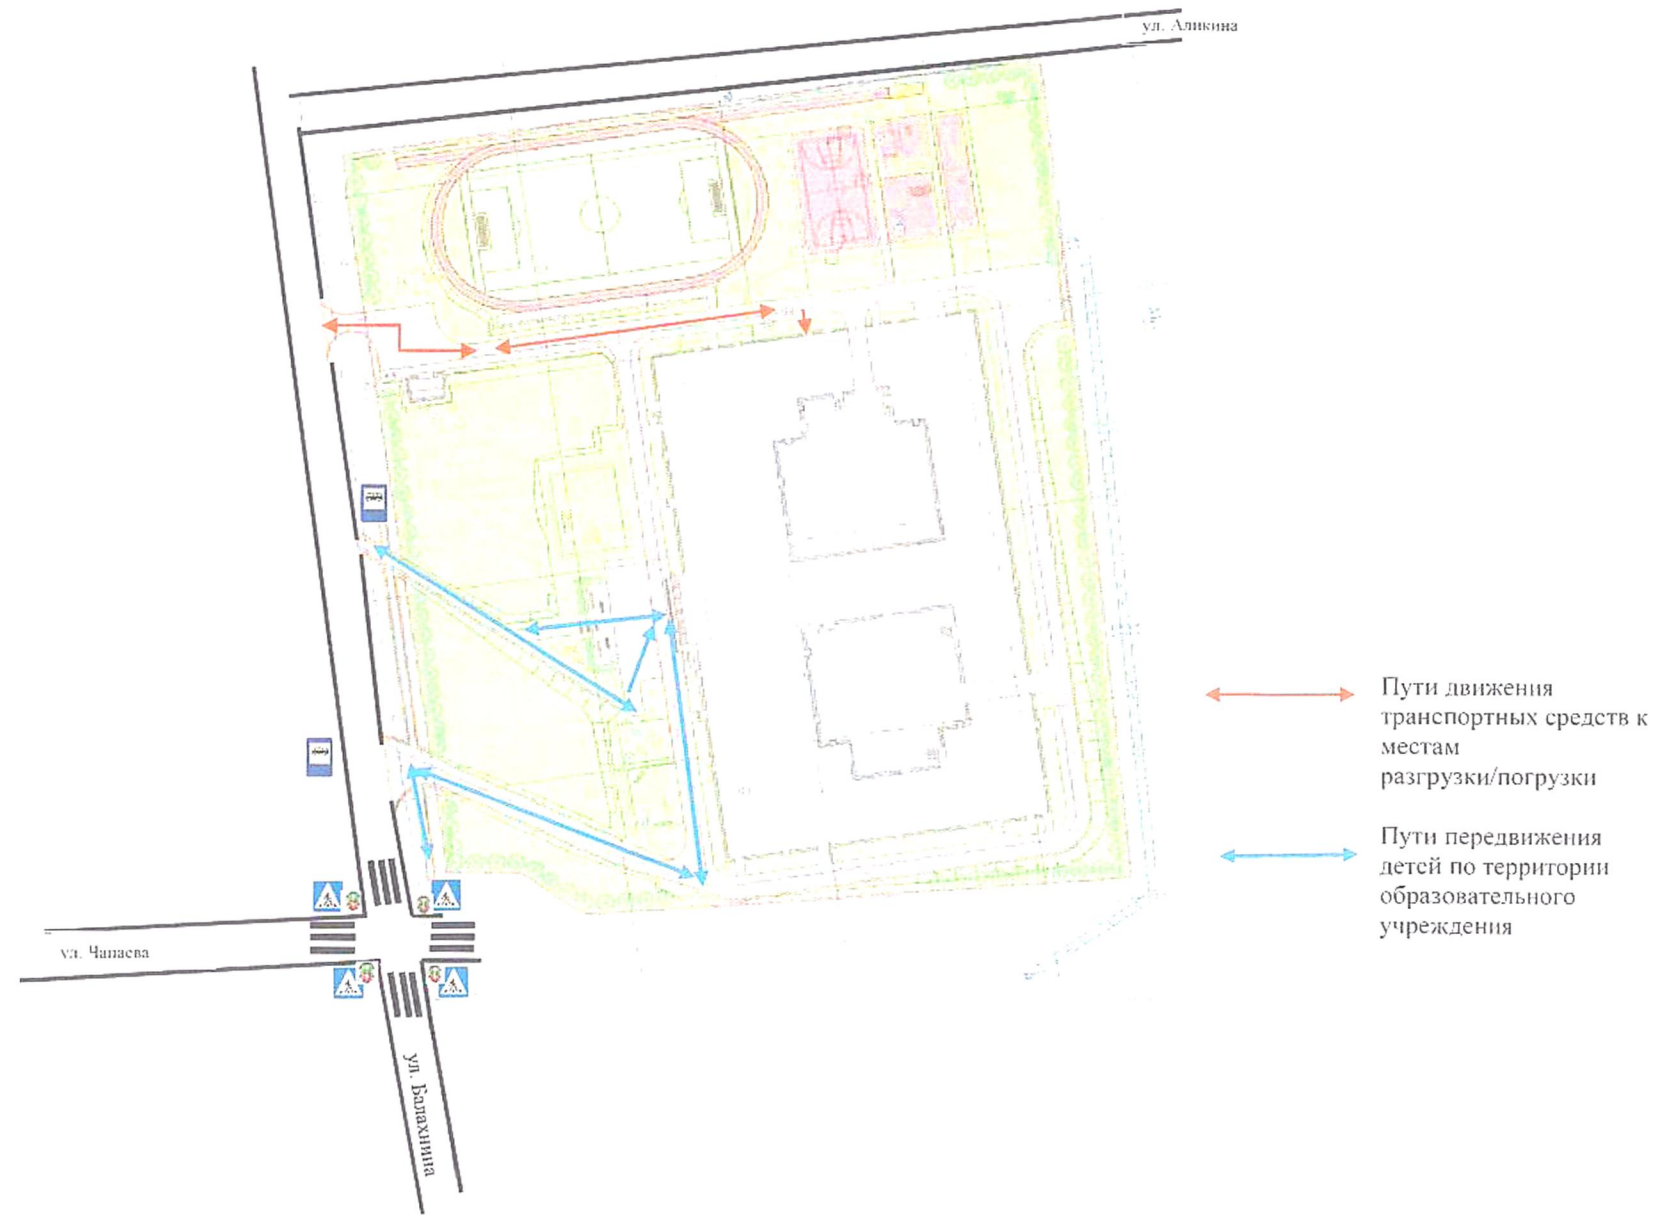 ул. Аликина
Пути движения
транспортных средств к
местам
разгрузки/погрузки
Пути передвижения
детей по территории
образовательного
учреждения
ул. Чапаева
ул. Балахнина